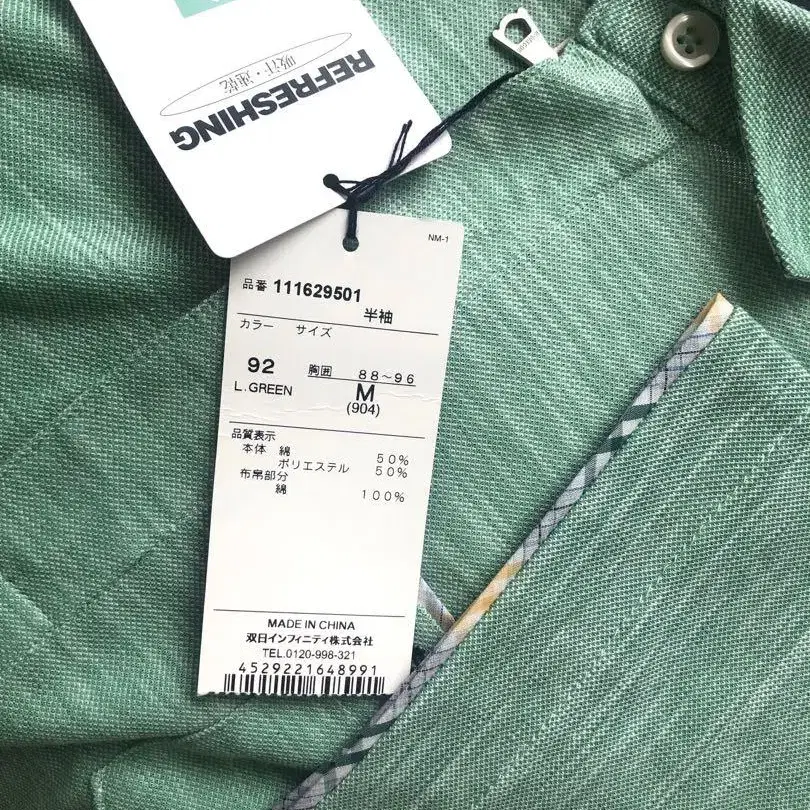 REFRESHING
吸汗・速乾
NM-1
品番 111629501
半袖
カラー サイズ
92 胸囲 88～96
L.GREEN M
(904)
品質表示
本体 綿 50%
ポリエステル 50%
布帛部分
綿 100%
MADE IN CHINA
双日インフィニティ株式会社
TEL.0120-998-321
4529221648991